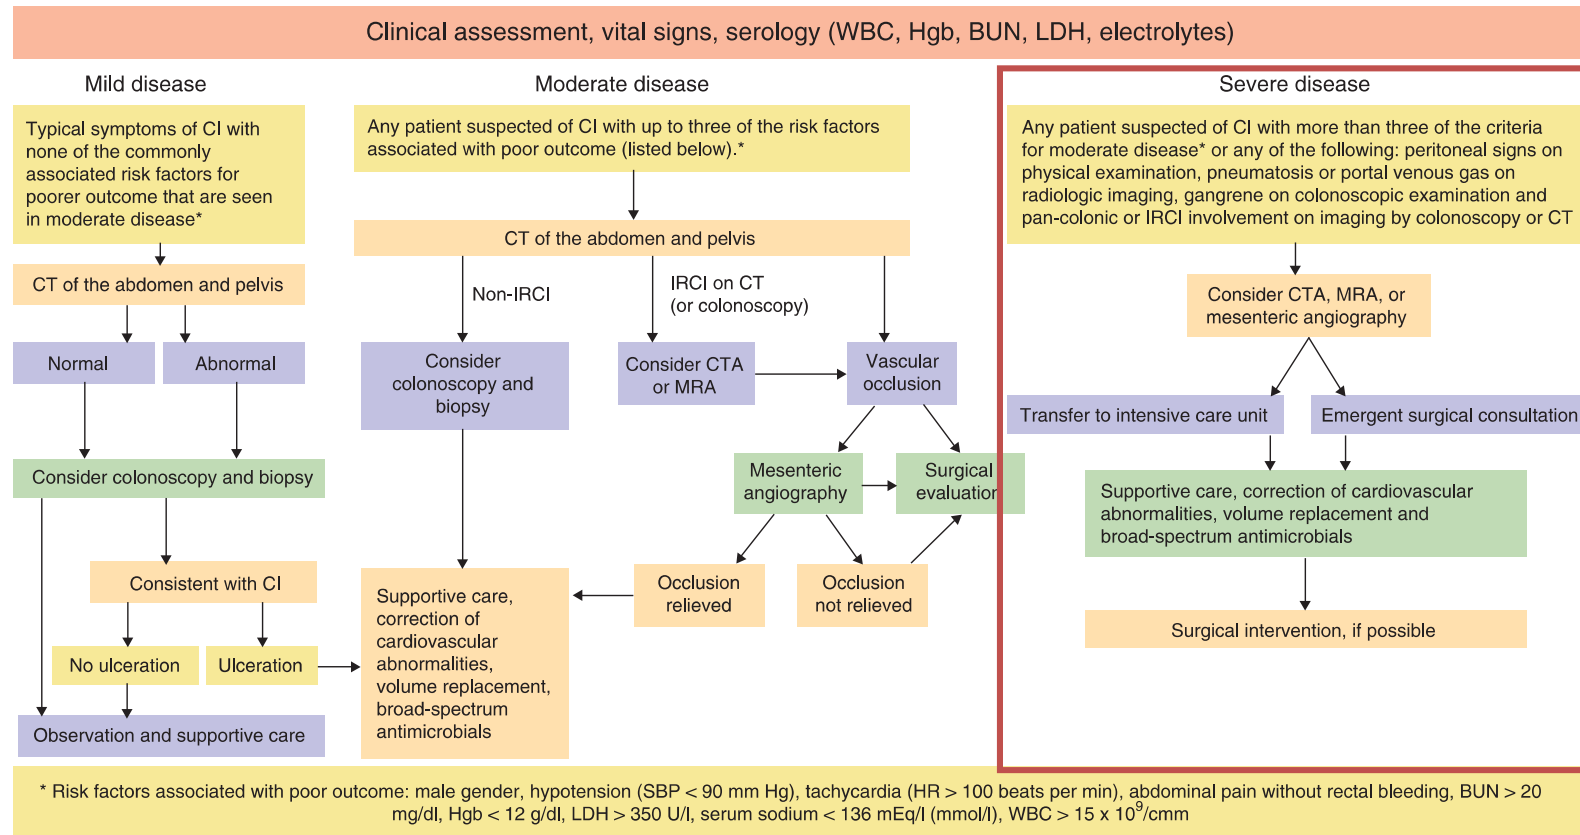 Clinical assessment, vital signs, serology (WBC, Hgb, BUN, LDH, electrolytes)
Mild disease
Typical symptoms of CI with
none of the commonly
associated risk factors for
poorer outcome that are seen
in moderate disease*
CT of the abdomen and pelvis
Normal
Abnormal
Consider colonoscopy and biopsy
Consistent with CI
No ulceration
Ulceration
Observation and supportive care
Moderate disease
Any patient suspected of CI with up to three of the risk factors
associated with poor outcome (listed below).*
CT of the abdomen and pelvis
Non-IRCI
IRCI on CT
(or colonoscopy)
Consider
colonoscopy and
biopsy
Consider CTA
or MRA
Vascular
occlusion
Mesenteric
angiography
Surgical
evaluation
Occlusion
relieved
Occlusion
not relieved
Supportive care,
correction of
cardiovascular
abnormalities,
volume replacement,
broad-spectrum
antimicrobials
Severe disease
Any patient suspected of CI with more than three of the criteria
for moderate disease* or any of the following: peritoneal signs on
physical examination, pneumatosis or portal venous gas on
radiologic imaging, gangrene on colonoscopic examination and
pan-colonic or IRCI involvement on imaging by colonoscopy or CT
Consider CTA, MRA, or
mesenteric angiography
Transfer to intensive care unit
Emergent surgical consultation
Supportive care, correction of cardiovascular
abnormalities, volume replacement and
broad-spectrum antimicrobials
Surgical intervention, if possible
* Risk factors associated with poor outcome: male gender, hypotension (SBP < 90 mm Hg), tachycardia (HR > 100 beats per min), abdominal pain without rectal bleeding, BUN > 20
mg/dl, Hgb < 12 g/dl, LDH > 350 U/l, serum sodium < 136 mEq/l (mmol/l), WBC > 15 x 10⁹/cmm